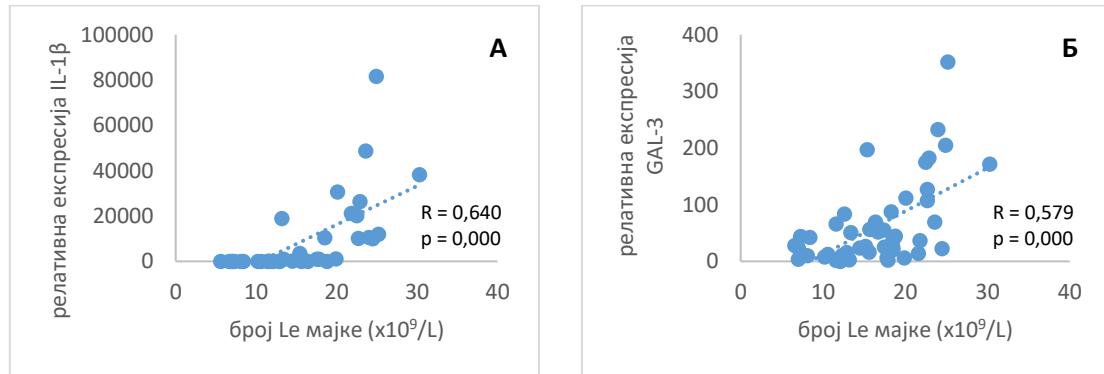 релативна експресија IL-1β
100000
80000
60000
40000
20000
0
А
R = 0,640
p = 0,000
0
10
20
30
40
број Le мајке (x10⁹/L)
релативна експресија
GAL-3
400
300
200
100
0
Б
R = 0,579
p = 0,000
0
10
20
30
40
број Le мајке (x10⁹/L)